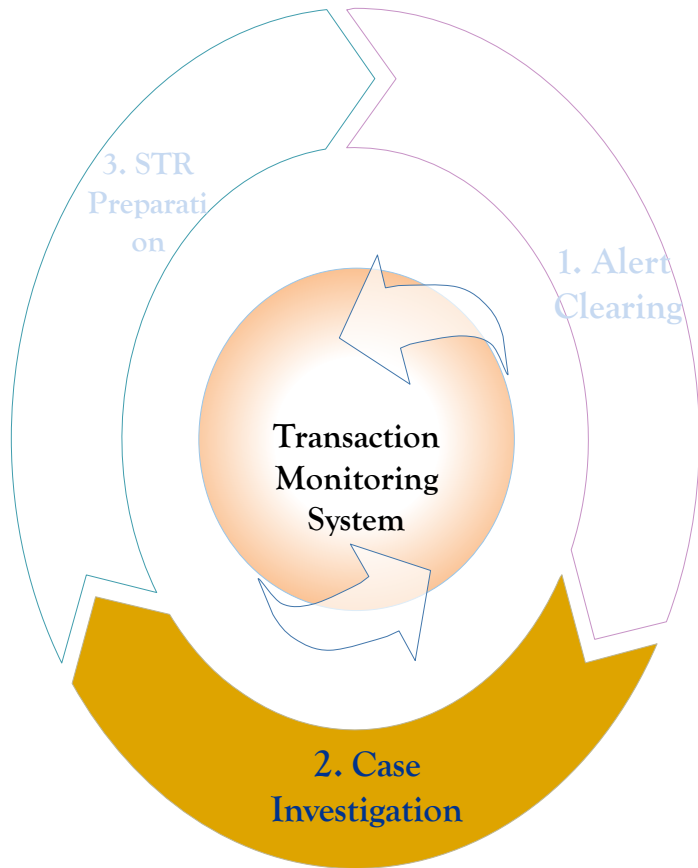 3. STR
Preparati
on
1. Alert
Clearing
Transaction
Monitoring
System
2. Case
Investigation